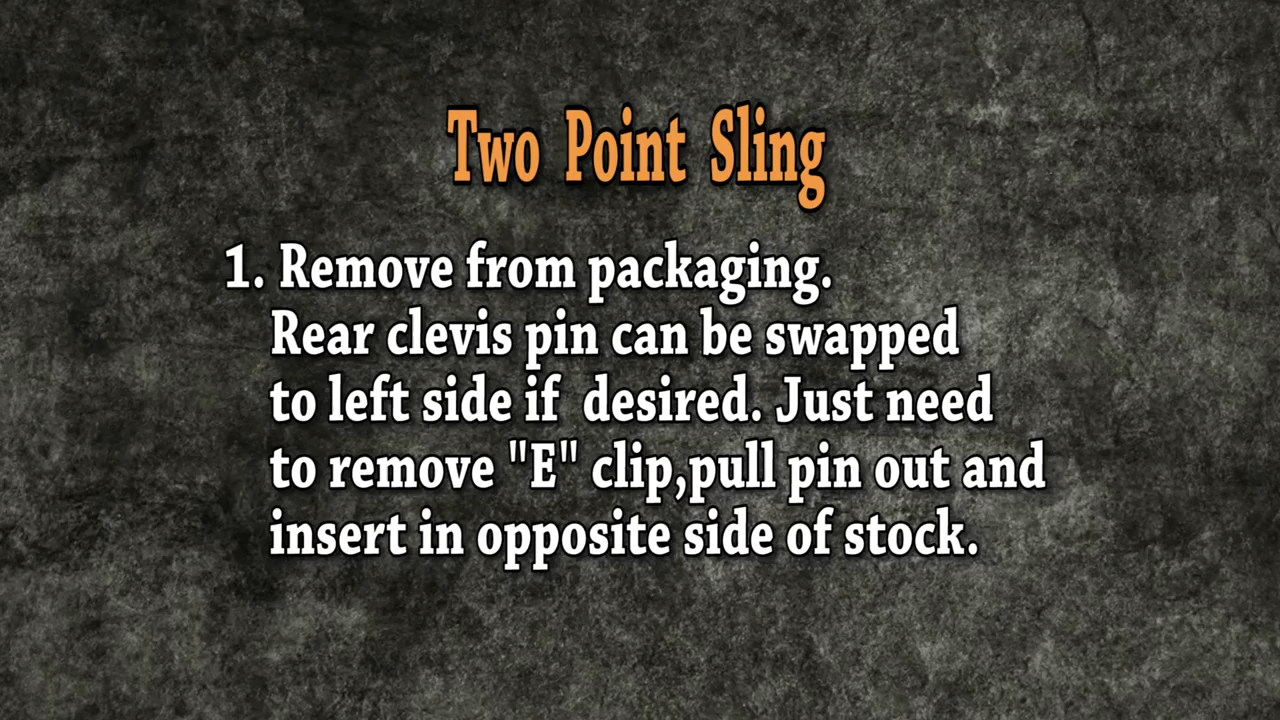 Two Point Sling
1. Remove from packaging.
Rear clevis pin can be swapped
to left side if desired. Just need
to remove "E" clip,pull pin out and
insert in opposite side of stock.